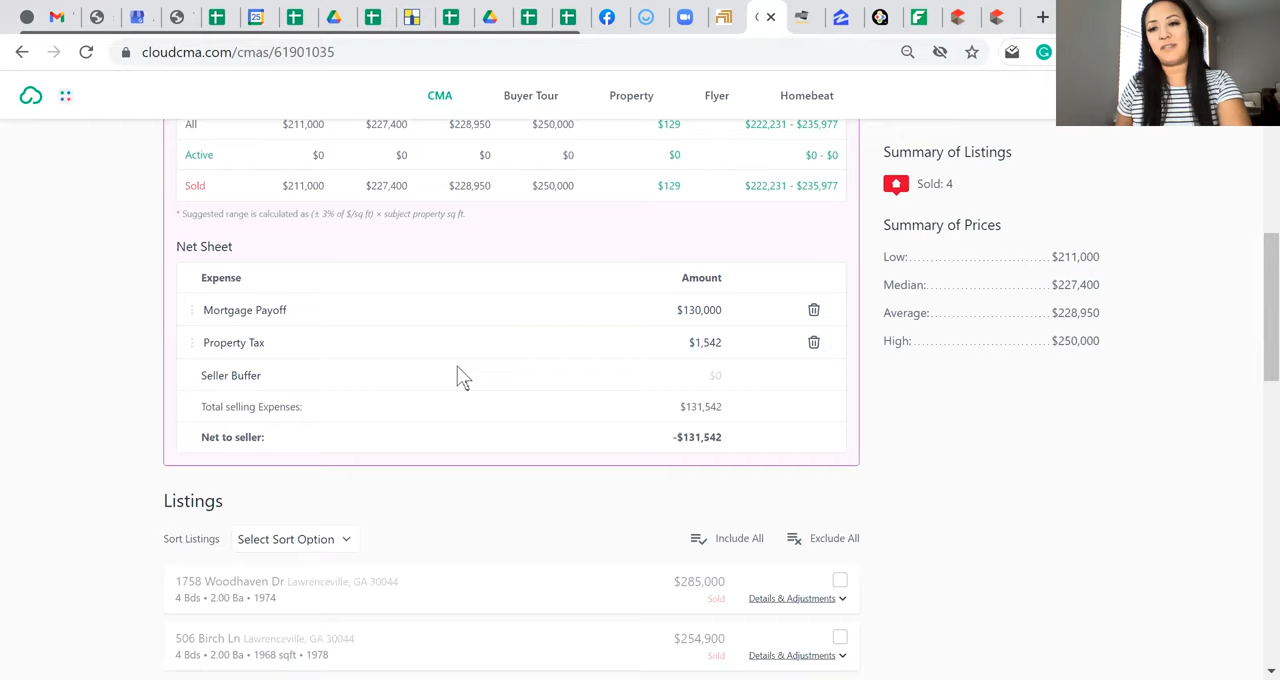 25
cloudcma.com/cmas/61901035
CMA Buyer Tour Property Flyer Homebeat
All $211,000 $227,400 $228,950 $250,000 $129 $222,231 - $235,977
Active $0 $0 $0 $0 $0 $0 - $0
Sold $211,000 $227,400 $228,950 $250,000 $129 $222,231 - $235,977
* Suggested range is calculated as (± 3% of $/sq ft) × subject property sq ft.
Net Sheet
Expense Amount
Mortgage Payoff $130,000
Property Tax $1,542
Seller Buffer $0
Total selling Expenses: $131,542
Net to seller: -$131,542
Summary of Listings
Sold: 4
Summary of Prices
Low: $211,000
Median: $227,400
Average: $228,950
High: $250,000
Listings
Sort Listings Select Sort Option Include All Exclude All
1758 Woodhaven Dr Lawrenceville, GA 30044 $285,000
4 Bds • 2.00 Ba • 1974 Sold Details & Adjustments
506 Birch Ln Lawrenceville, GA 30044 $254,900
4 Bds • 2.00 Ba • 1968 sqft • 1978 Sold Details & Adjustments